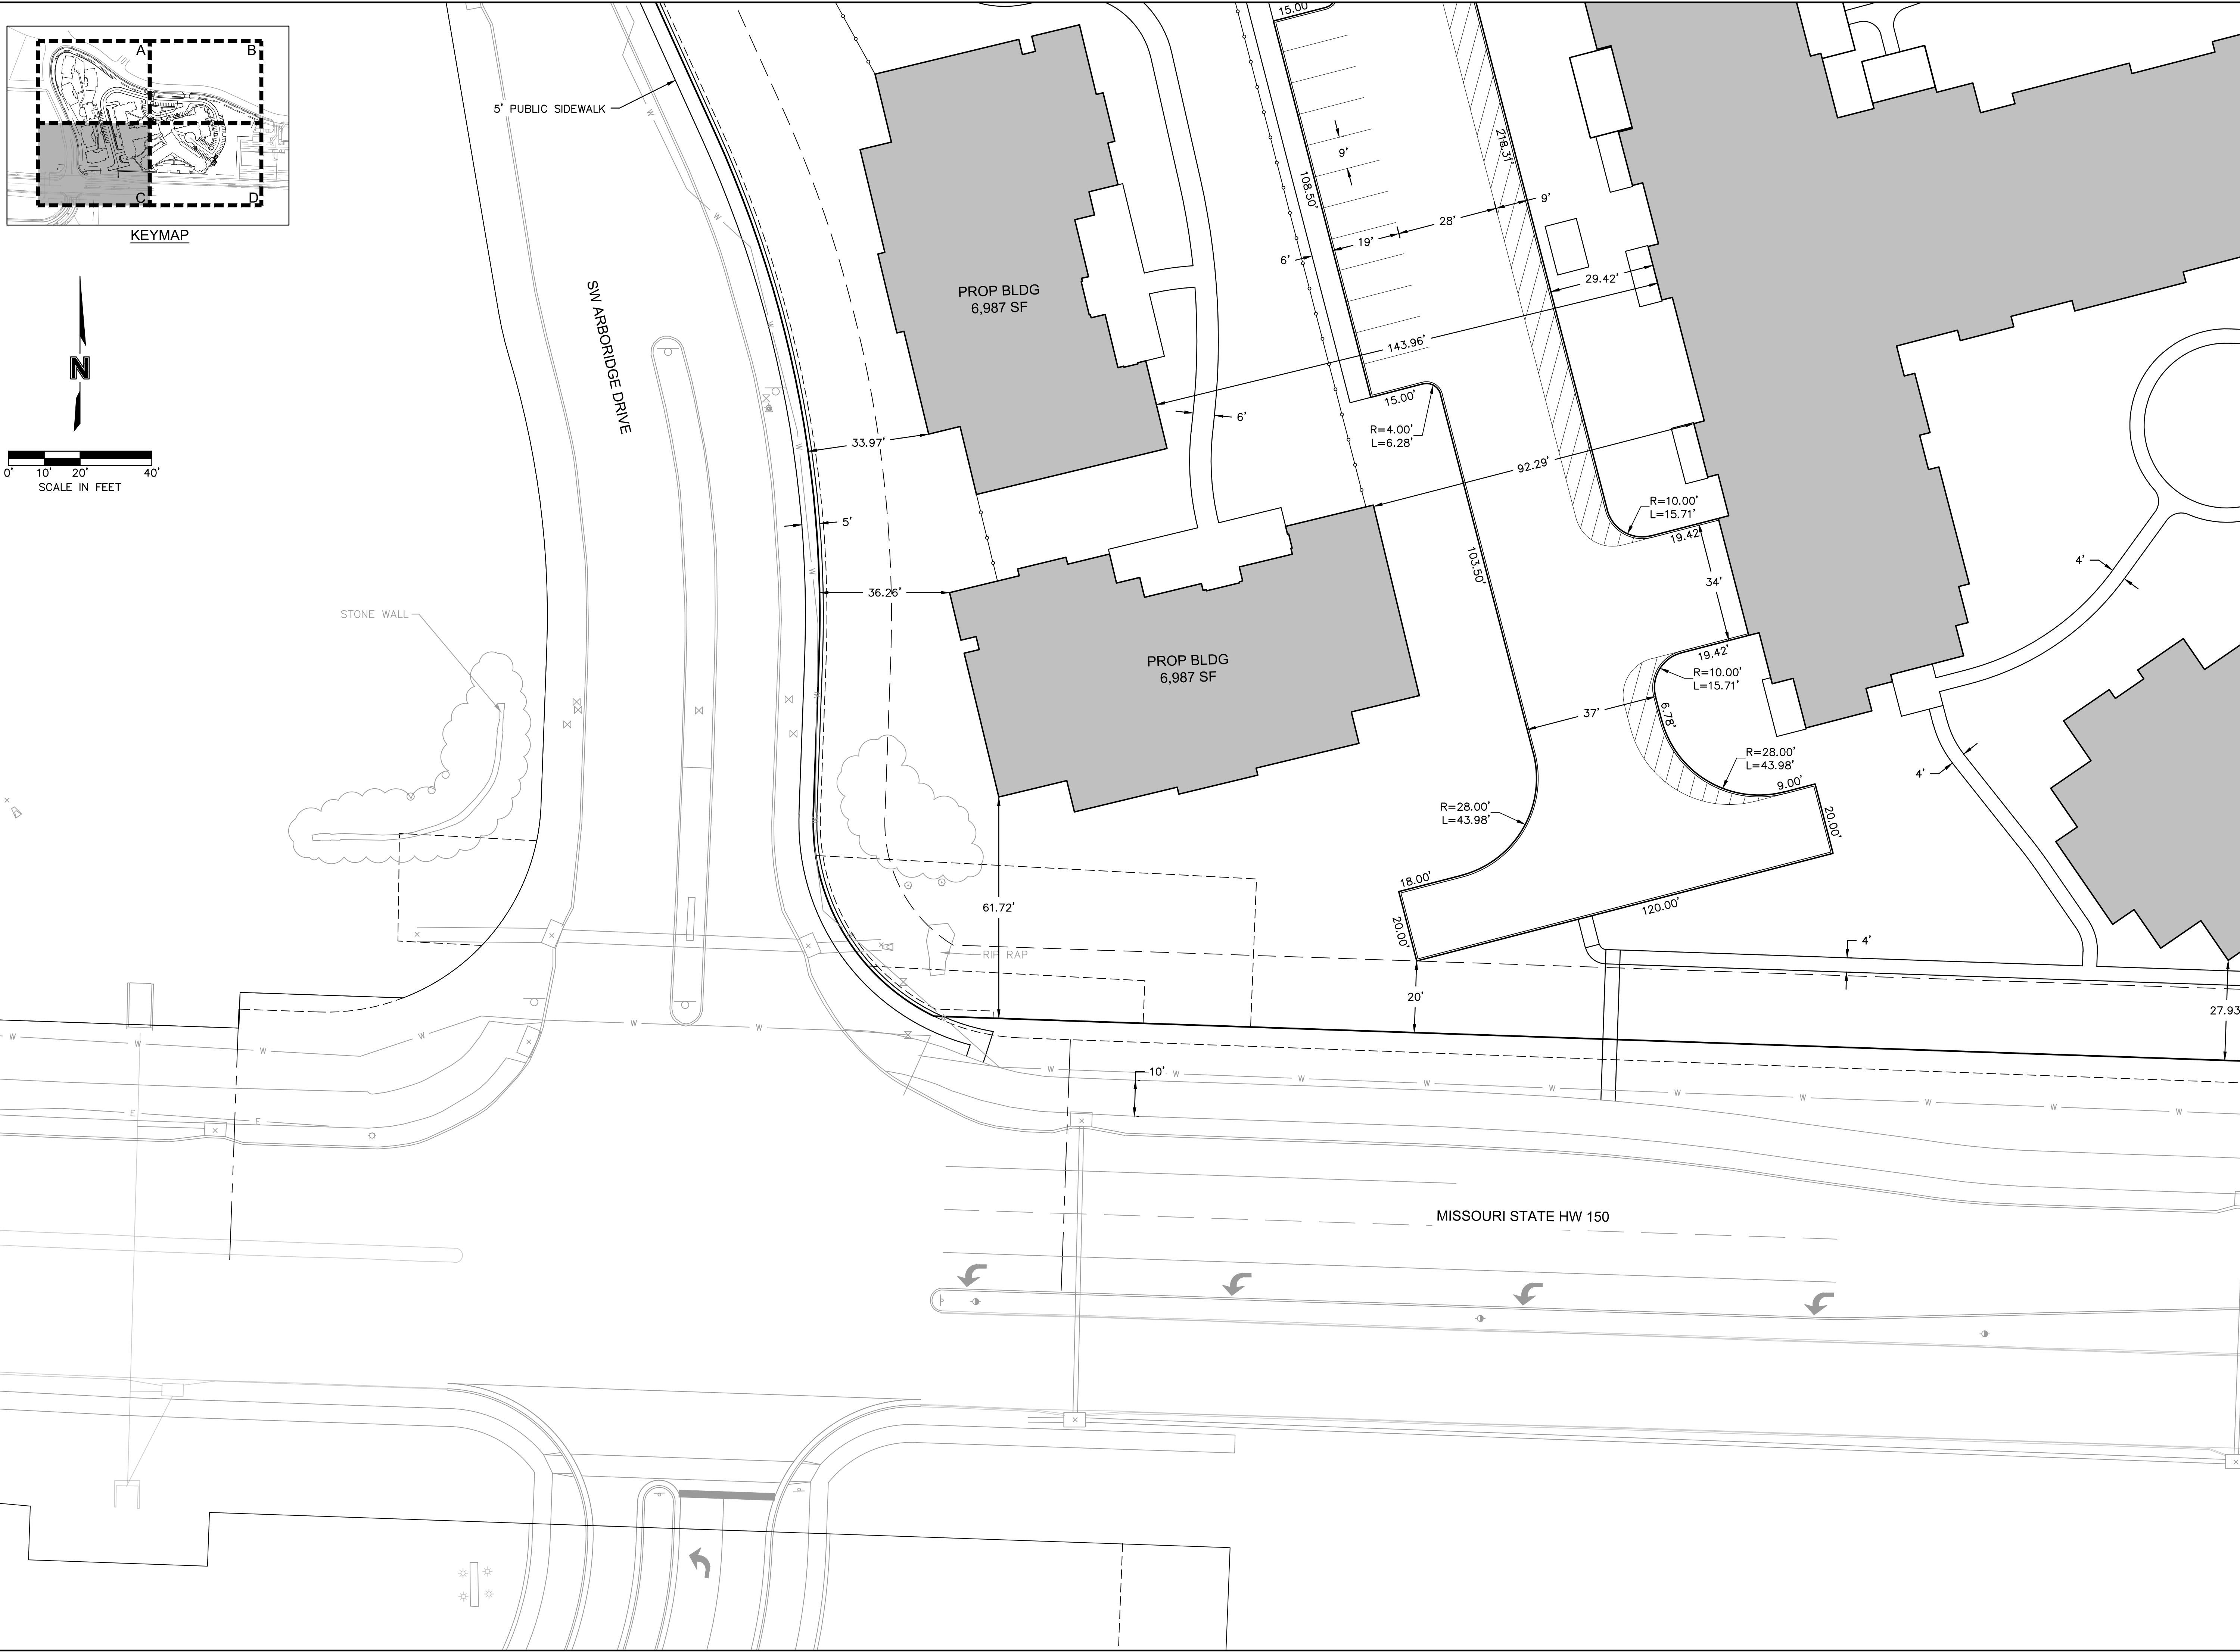 A
B
C
D
KEYMAP
N
0' 10' 20' 40'
SCALE IN FEET
5' PUBLIC SIDEWALK
SW ARBORIDGE DRIVE
STONE WALL
RIP RAP
PROP BLDG
6,987 SF
PROP BLDG
6,987 SF
33.97'
5'
36.26'
61.72'
6'
15.00'
108.50'
9'
218.31'
9'
28'
19'
6'
29.42'
143.96'
15.00'
R=4.00'
L=6.28'
92.29'
R=10.00'
L=15.71'
19.42'
34'
103.50'
19.42'
R=10.00'
L=15.71'
37'
6.78'
R=28.00'
L=43.98'
9.00'
20.00'
R=28.00'
L=43.98'
18.00'
20.00'
120.00'
4'
4'
4'
20'
27.93
10'
W W W W W W W W W W W W W W W W
W W W W W W W
E E
MISSOURI STATE HW 150